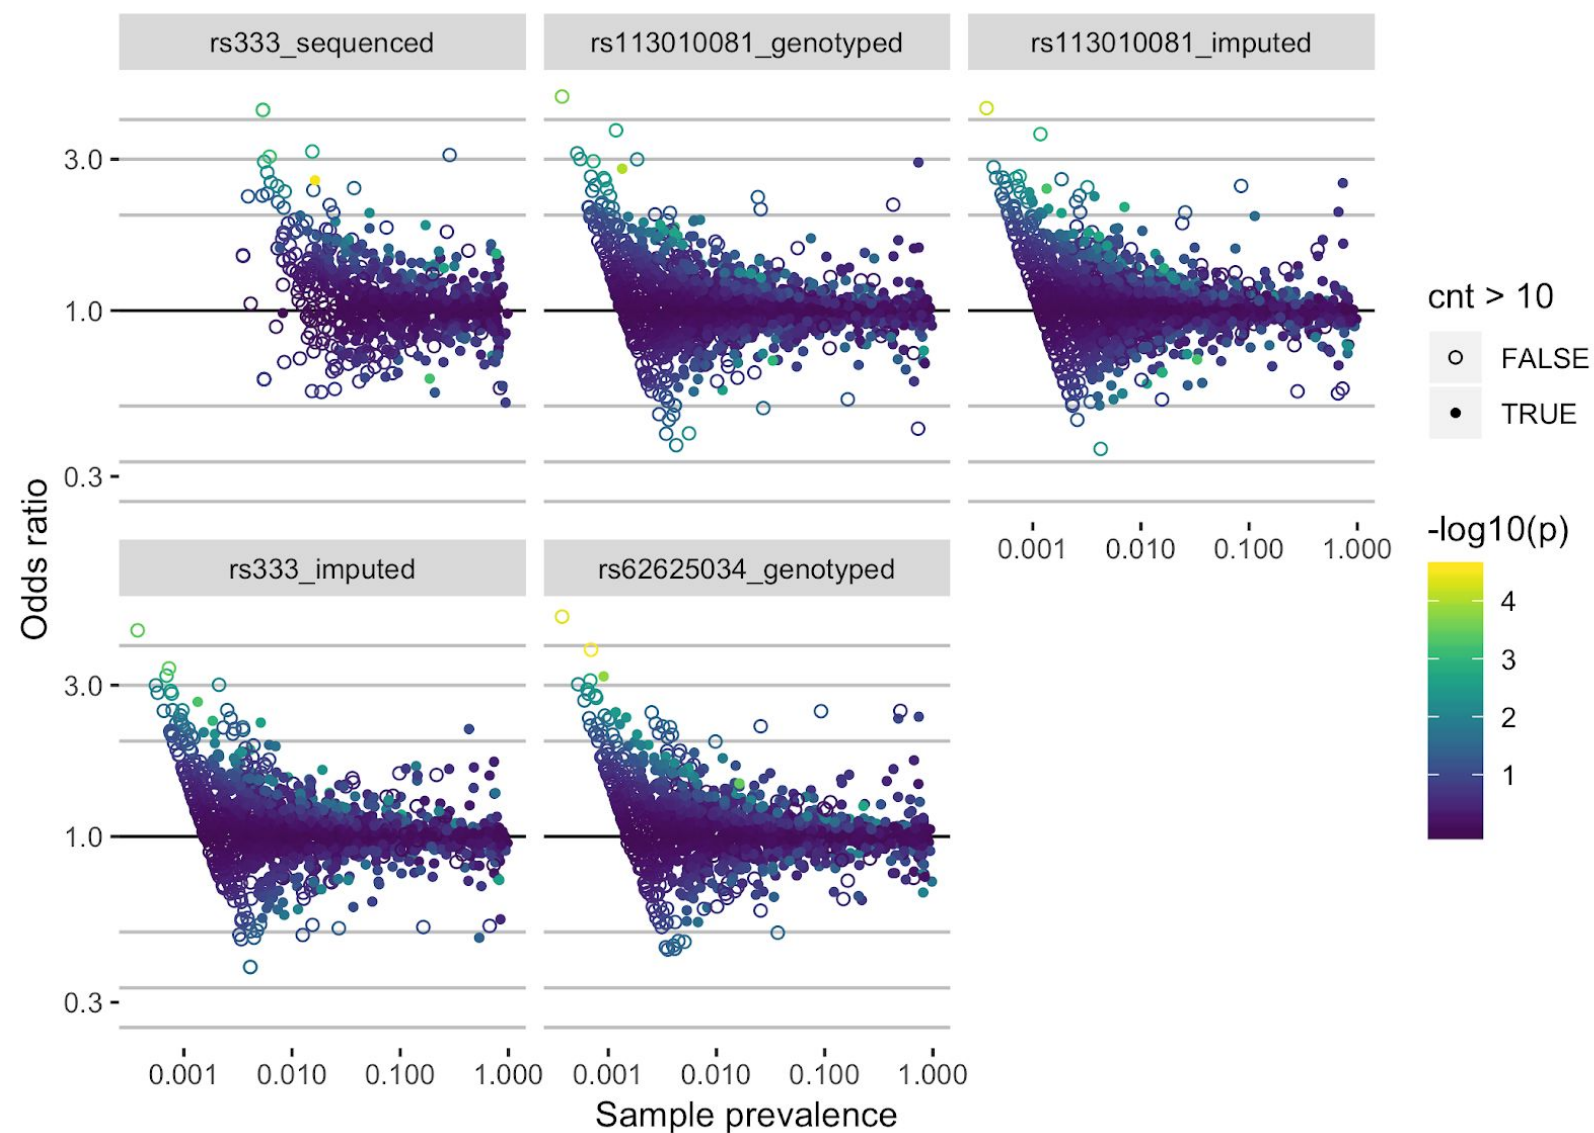 rs333_sequenced
rs113010081_genotyped
rs113010081_imputed
3.0
1.0
0.3
0.001 0.010 0.100 1.000
rs333_imputed
rs62625034_genotyped
3.0
1.0
0.3
0.001 0.010 0.100 1.000
0.001 0.010 0.100 1.000
Odds ratio
Sample prevalence
cnt > 10
FALSE
TRUE
-log10(p)
4
3
2
1